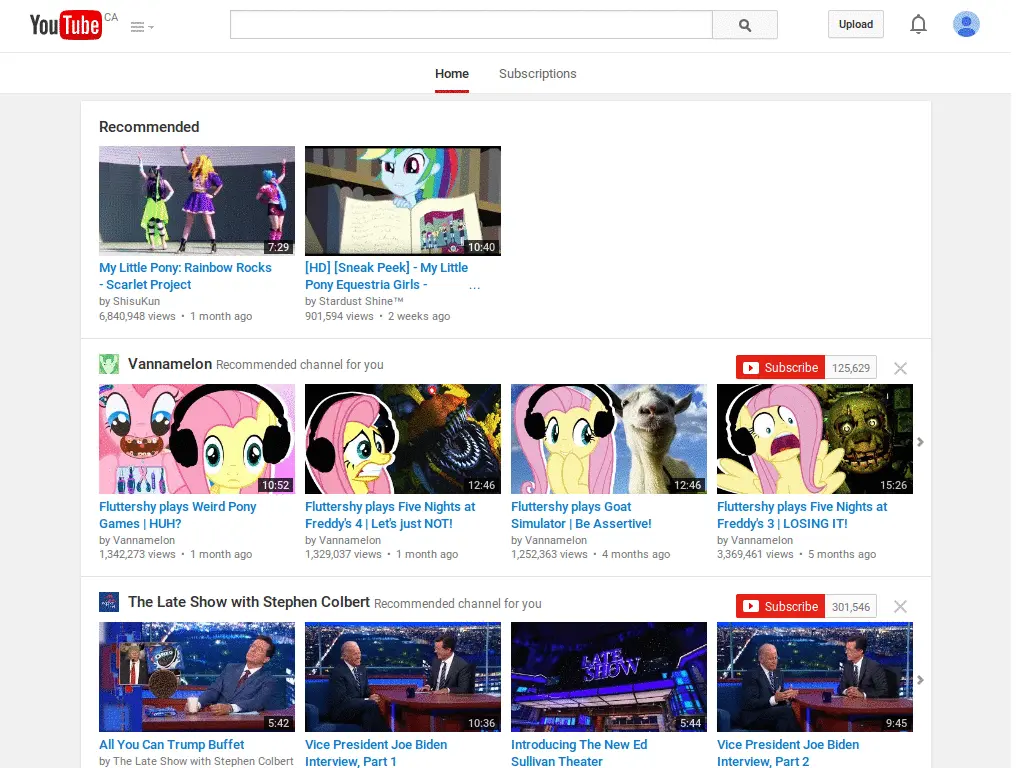 YouTube CA
Upload
Home Subscriptions
Recommended
7:29
10:40
My Little Pony: Rainbow Rocks
- Scarlet Project
by ShisuKun
6,840,948 views • 1 month ago
[HD] [Sneak Peek] - My Little
Pony Equestria Girls - ...
by Stardust Shine™
901,594 views • 2 weeks ago
Vannamelon Recommended channel for you
Subscribe 125,629
10:52
12:46
12:46
15:26
Fluttershy plays Weird Pony
Games | HUH?
by Vannamelon
1,342,273 views • 1 month ago
Fluttershy plays Five Nights at
Freddy's 4 | Let's just NOT!
by Vannamelon
1,329,037 views • 1 month ago
Fluttershy plays Goat
Simulator | Be Assertive!
by Vannamelon
1,252,363 views • 4 months ago
Fluttershy plays Five Nights at
Freddy's 3 | LOSING IT!
by Vannamelon
3,369,461 views • 5 months ago
The Late Show with Stephen Colbert Recommended channel for you
Subscribe 301,546
OREO
5:42
10:36
LATE
SHOW
5:44
9:45
All You Can Trump Buffet
by The Late Show with Stephen Colbert
Vice President Joe Biden
Interview, Part 1
Introducing The New Ed
Sullivan Theater
Vice President Joe Biden
Interview, Part 2